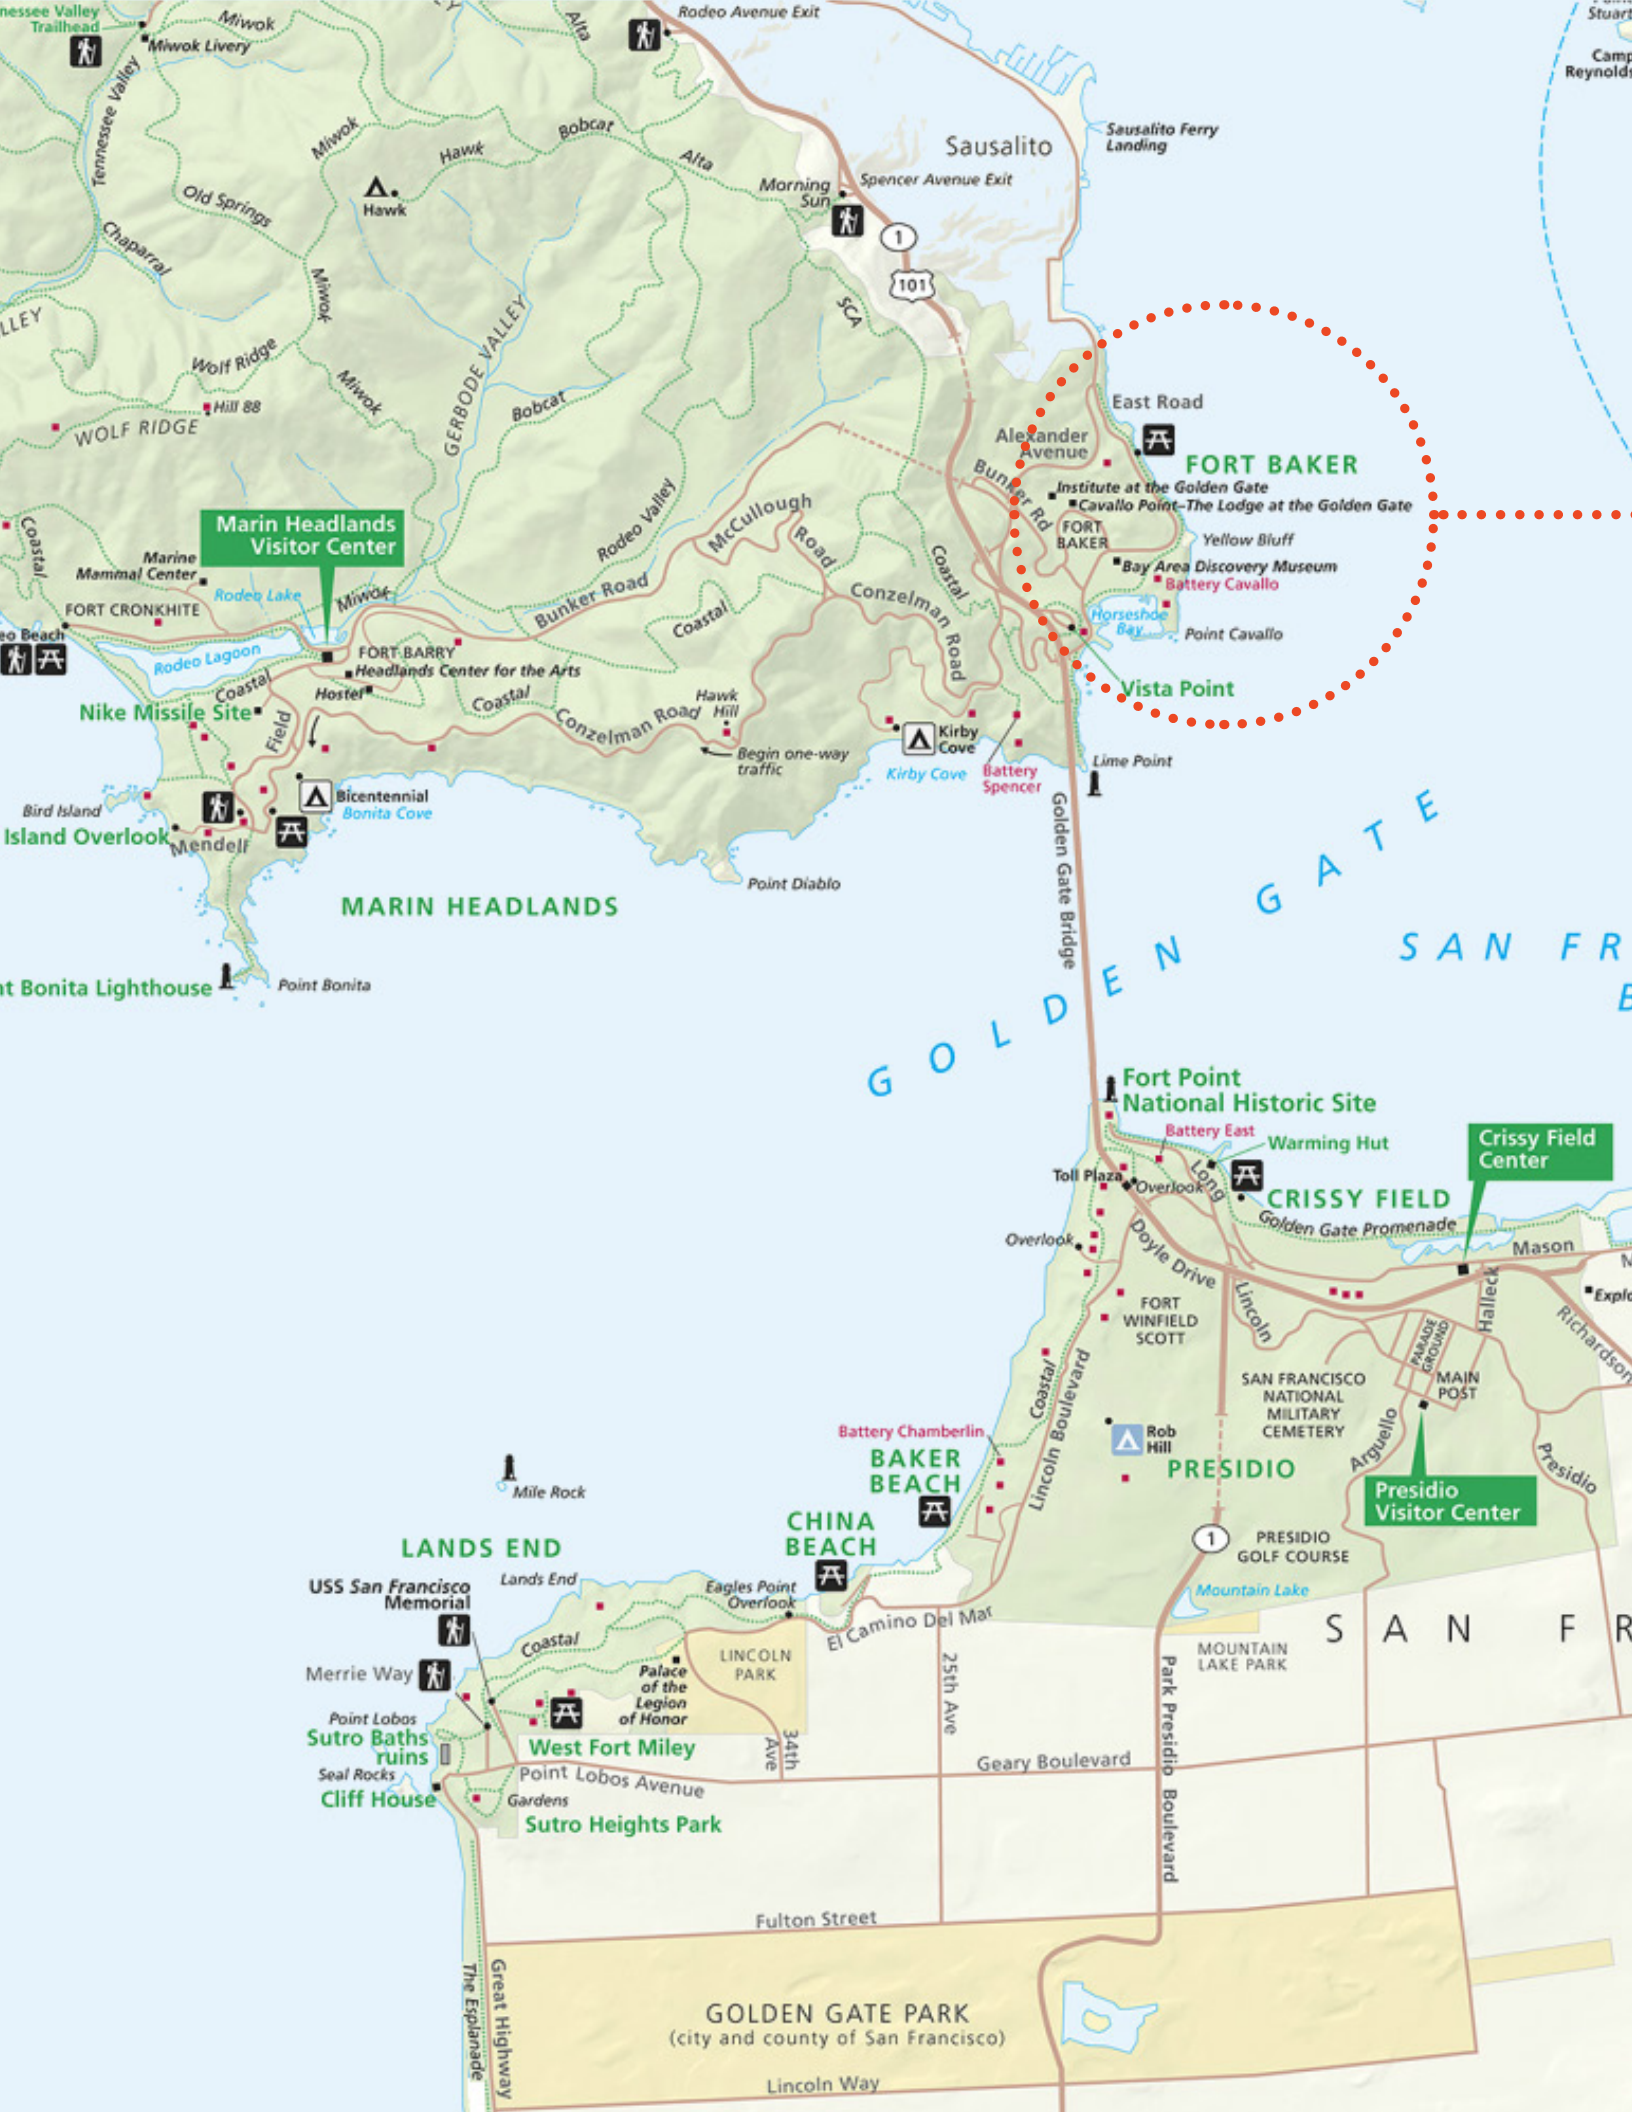 nnessee Valley
Trailhead
Miwok
Miwok Livery
Alta
Rodeo Avenue Exit
Stuart
Camp
Reynolds
Tennessee Valley
Miwok
Hawk
Bobcat
Alta
Sausalito
Sausalito Ferry
Landing
Hawk
Old Springs
Morning
Sun
Spencer Avenue Exit
Chaparral
Miwok
1
101
LLEY
SCA
GERBODE VALLEY
Wolf Ridge
Miwok
Hill 88
WOLF RIDGE
Bobcat
East Road
Alexander
Avenue
FORT BAKER
Bunker Rd
Institute at the Golden Gate
Cavallo Point–The Lodge at the Golden Gate
FORT
BAKER
Yellow Bluff
Bay Area Discovery Museum
Battery Cavallo
Horseshoe
Bay
Point Cavallo
Vista Point
Marin Headlands
Visitor Center
Coastal
Marine
Mammal Center
Rodeo Lake
Miwok
FORT CRONKHITE
eo Beach
Rodeo Lagoon
Rodeo Valley
McCullough
Road
Bunker Road
Coastal
Conzelman Road
Coastal
FORT BARRY
Headlands Center for the Arts
Hostel
Coastal
Coastal
Nike Missile Site
Field
Conzelman Road
Hawk
Hill
Begin one-way
traffic
Kirby
Cove
Kirby Cove
Battery
Spencer
Lime Point
Bird Island
Bicentennial
Bonita Cove
Island Overlook
Mendell
Point Diablo
MARIN HEADLANDS
nt Bonita Lighthouse
Point Bonita
Golden Gate Bridge
GOLDEN GATE
SAN FR
B
Fort Point
National Historic Site
Battery East
Warming Hut
Crissy Field
Center
Toll Plaza
Overlook
Long
CRISSY FIELD
Golden Gate Promenade
Overlook
Doyle Drive
Mason
Halleck
Explo
Richardson
FORT
WINFIELD
SCOTT
Lincoln
PARADE
GROUND
MAIN
POST
SAN FRANCISCO
NATIONAL
MILITARY
CEMETERY
Coastal
Lincoln Boulevard
Arguello
Presidio
Rob
Hill
PRESIDIO
Presidio
Visitor Center
Battery Chamberlin
BAKER
BEACH
Mile Rock
CHINA
BEACH
1
PRESIDIO
GOLF COURSE
LANDS END
Lands End
Mountain Lake
USS San Francisco
Memorial
Eagles Point
Overlook
El Camino Del Mar
SAN FR
Coastal
LINCOLN
PARK
MOUNTAIN
LAKE PARK
Merrie Way
Palace
of the
Legion
of Honor
25th Ave
Park Presidio Boulevard
Point Lobos
Sutro Baths
ruins
34th
Ave
West Fort Miley
Geary Boulevard
Seal Rocks
Point Lobos Avenue
Cliff House
Gardens
Sutro Heights Park
Fulton Street
The Esplanade
Great Highway
GOLDEN GATE PARK
(city and county of San Francisco)
Lincoln Way